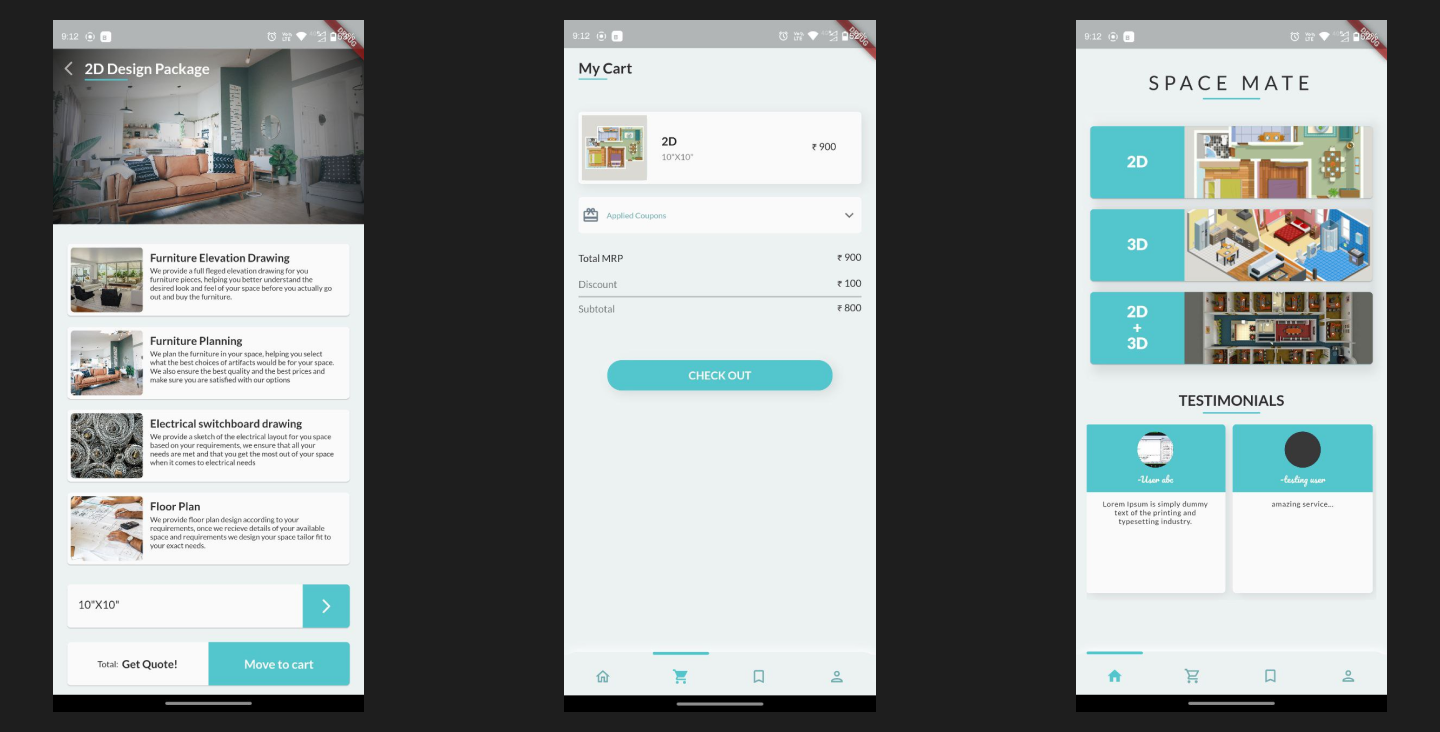 9:12
53%
DEBUG
2D Design Package
Furniture Elevation Drawing
We provide a full fleged elevation drawing for you
furniture pieces, helping you better understand the
desired look and feel of your space before you actually go
out and buy the furniture.
Furniture Planning
We plan the furniture in your space, helping you select
what the best choices of artifacts would be for your space.
We also ensure the best quality and the best prices and
make sure you are satisfied with our options
Electrical switchboard drawing
We provide a sketch of the electrical layout for you space
based on your requirements, we ensure that all your
needs are met and that you get the most out of your space
when it comes to electrical needs
Floor Plan
We provide floor plan design according to your
requirements, once we recieve details of your available
space and requirements we design your space tailor fit to
your exact needs.
10"X10"
Total: Get Quote!
Move to cart
9:12
52%
DEBUG
My Cart
2D
10"X10"
₹ 900
Applied Coupons
Total MRP ₹ 900
Discount ₹ 100
Subtotal ₹ 800
CHECK OUT
9:12
52%
DEBUG
SPACE MATE
2D
3D
2D
+
3D
TESTIMONIALS
-User abc
Lorem Ipsum is simply dummy
text of the printing and
typesetting industry.
-testing user
amazing service...